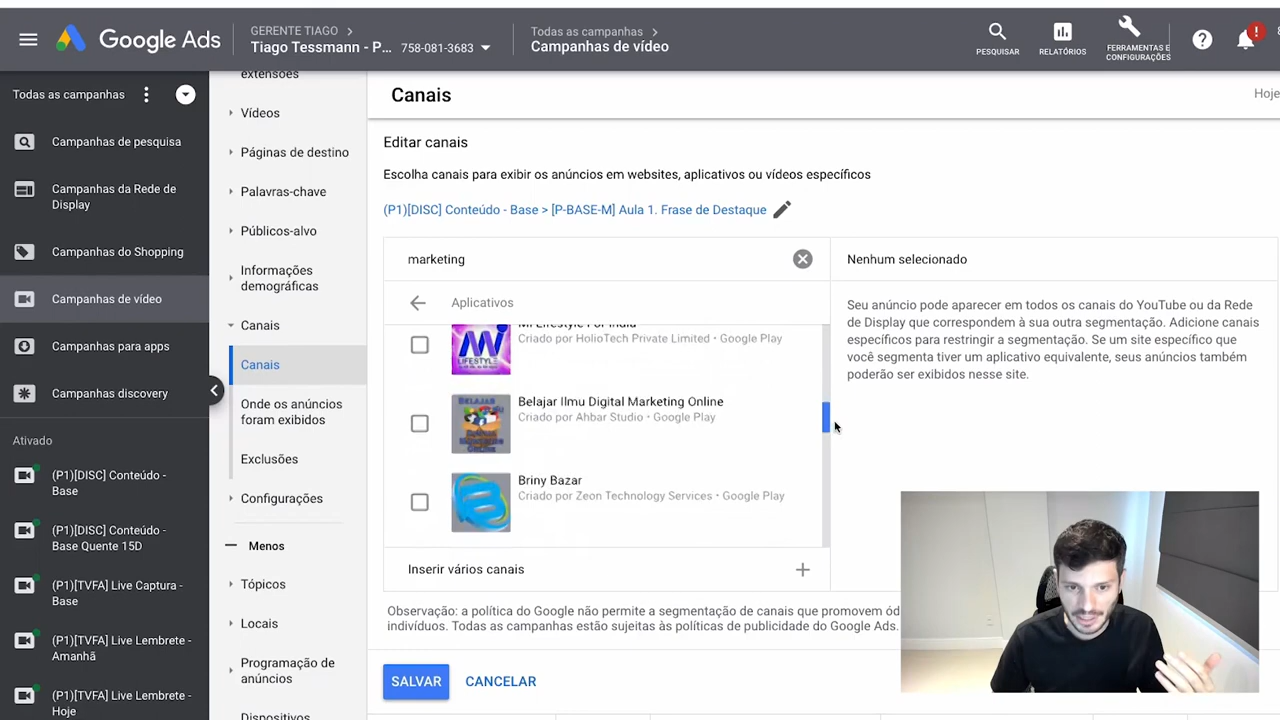 Google Ads
GERENTE TIAGO
Tiago Tessmann - P... 758-081-3683
Todas as campanhas
Campanhas de vídeo
PESQUISAR
RELATÓRIOS
FERRAMENTAS E
CONFIGURAÇÕES
Todas as campanhas
Campanhas de pesquisa
Campanhas da Rede de
Display
Campanhas do Shopping
Campanhas de vídeo
Campanhas para apps
Campanhas discovery
Ativado
(P1)[DISC] Conteúdo -
Base
(P1)[DISC] Conteúdo -
Base Quente 15D
(P1)[TVFA] Live Captura -
Base
(P1)[TVFA] Live Lembrete -
Amanhã
(P1)[TVFA] Live Lembrete -
Hoje
extensões
Vídeos
Páginas de destino
Palavras-chave
Públicos-alvo
Informações
demográficas
Canais
Canais
Onde os anúncios
foram exibidos
Exclusões
Configurações
Menos
Tópicos
Locais
Programação de
anúncios
Dispositivos
Canais
Hoje
Editar canais
Escolha canais para exibir os anúncios em websites, aplicativos ou vídeos específicos
(P1)[DISC] Conteúdo - Base > [P-BASE-M] Aula 1. Frase de Destaque
marketing
Aplicativos
Mi Lifestyle For India
Criado por HolioTech Private Limited • Google Play
LIFESTYLE
Belajar Ilmu Digital Marketing Online
Criado por Ahbar Studio • Google Play
Briny Bazar
Criado por Zeon Technology Services • Google Play
Inserir vários canais
Nenhum selecionado
Seu anúncio pode aparecer em todos os canais do YouTube ou da Rede
de Display que correspondem à sua outra segmentação. Adicione canais
específicos para restringir a segmentação. Se um site específico que
você segmenta tiver um aplicativo equivalente, seus anúncios também
poderão ser exibidos nesse site.
Observação: a política do Google não permite a segmentação de canais que promovem ód
indivíduos. Todas as campanhas estão sujeitas às políticas de publicidade do Google Ads.
SALVAR
CANCELAR